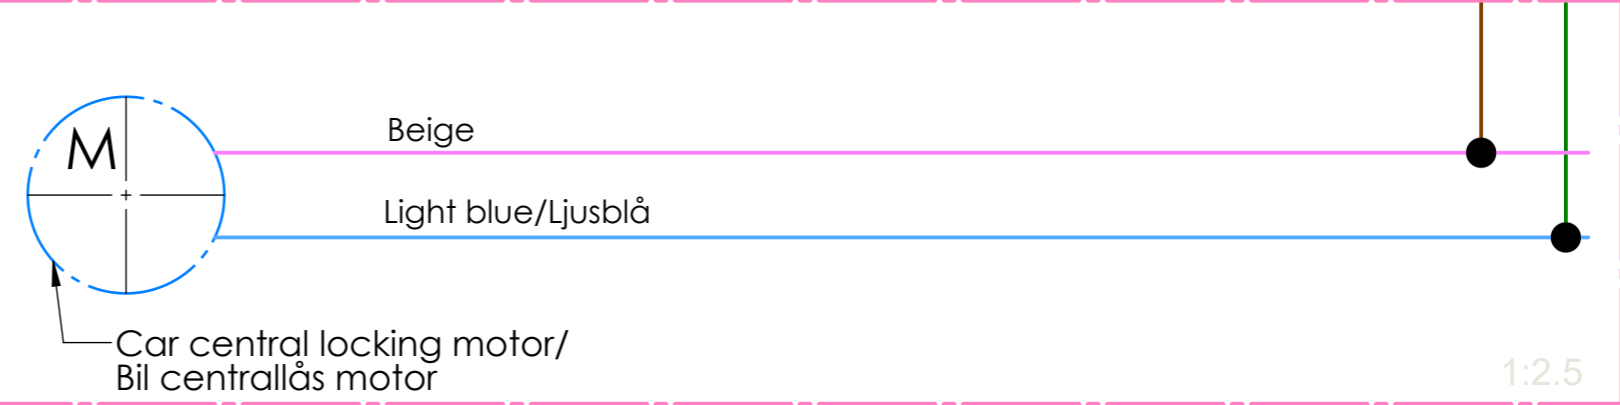 Beige
M
Light blue/Ljusblå
Car central locking motor/
Bil centrallås motor
1:2.5